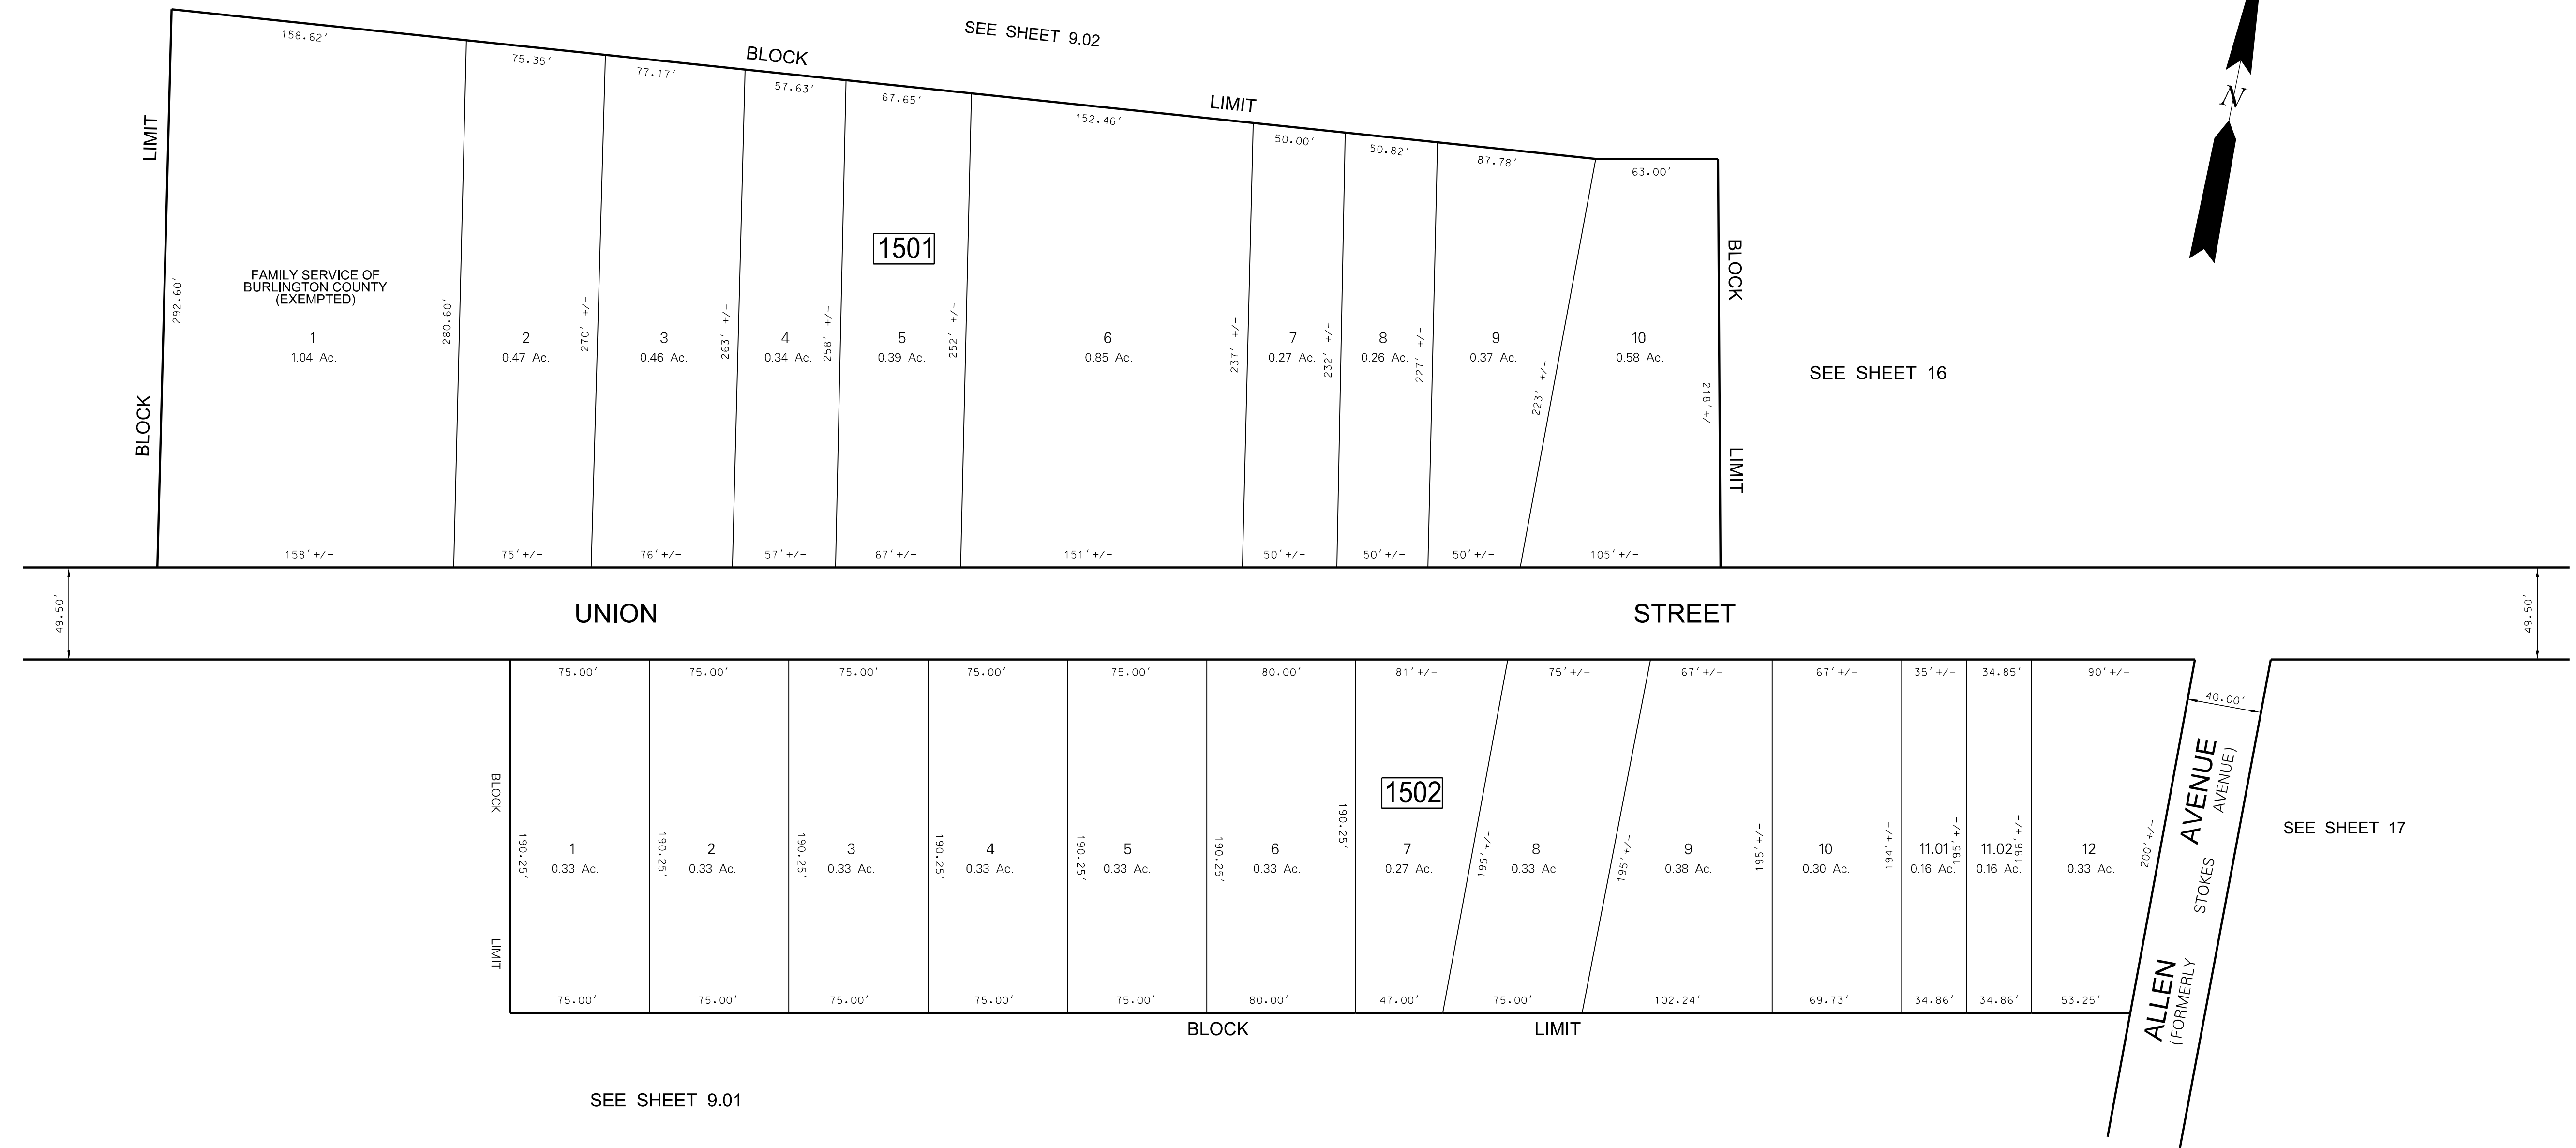 SEE SHEET 9.02
N
BLOCK LIMIT
158.62'
75.35'
77.17'
57.63'
67.65'
152.46'
50.00'
50.82'
87.78'
63.00'
LIMIT
BLOCK
BLOCK
LIMIT
1501
292.60'
280.60'
270' +/-
263' +/-
258' +/-
252' +/-
237' +/-
232' +/-
227' +/-
223' +/-
218'+/-
FAMILY SERVICE OF
BURLINGTON COUNTY
(EXEMPTED)
1
1.04 Ac.
2
0.47 Ac.
3
0.46 Ac.
4
0.34 Ac.
5
0.39 Ac.
6
0.85 Ac.
7
0.27 Ac.
8
0.26 Ac.
9
0.37 Ac.
10
0.58 Ac.
SEE SHEET 16
158'+/-
75'+/-
76'+/-
57'+/-
67'+/-
151'+/-
50'+/-
50'+/-
50'+/-
105'+/-
49.50'
UNION STREET
49.50'
75.00'
75.00'
75.00'
75.00'
75.00'
80.00'
81'+/-
75'+/-
67'+/-
67'+/-
35'+/-
34.85'
90'+/-
40.00'
BLOCK
LIMIT
1502
190.25'
190.25'
190.25'
190.25'
190.25'
190.25'
190.25'
195'+/-
195'+/-
195'+/-
194'+/-
195'+/-
196'+/-
200'+/-
1
0.33 Ac.
2
0.33 Ac.
3
0.33 Ac.
4
0.33 Ac.
5
0.33 Ac.
6
0.33 Ac.
7
0.27 Ac.
8
0.33 Ac.
9
0.38 Ac.
10
0.30 Ac.
11.01
0.16 Ac.
11.02
0.16 Ac.
12
0.33 Ac.
ALLEN AVENUE
(FORMERLY STOKES AVENUE)
SEE SHEET 17
75.00'
75.00'
75.00'
75.00'
75.00'
80.00'
47.00'
75.00'
102.24'
69.73'
34.86'
34.86'
53.25'
BLOCK LIMIT
SEE SHEET 9.01